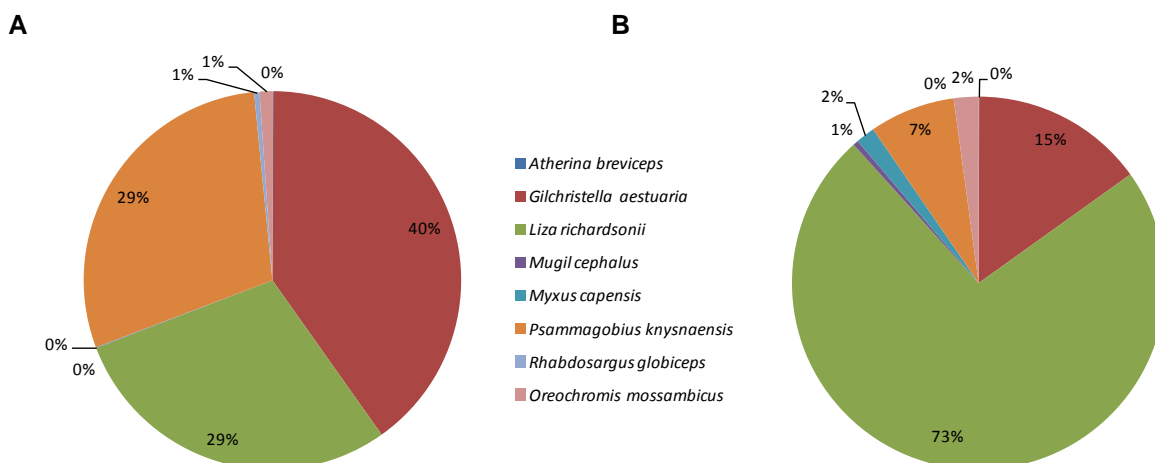 A
B
1%
1%
0%
40%
29%
0%
0%
29%
Atherina breviceps
Gilchristella aestuaria
Liza richardsonii
Mugil cephalus
Myxus capensis
Psammagobius knysnaensis
Rhabdosargus globiceps
Oreochromis mossambicus
0%
2%
0%
2%
1%
7%
15%
73%